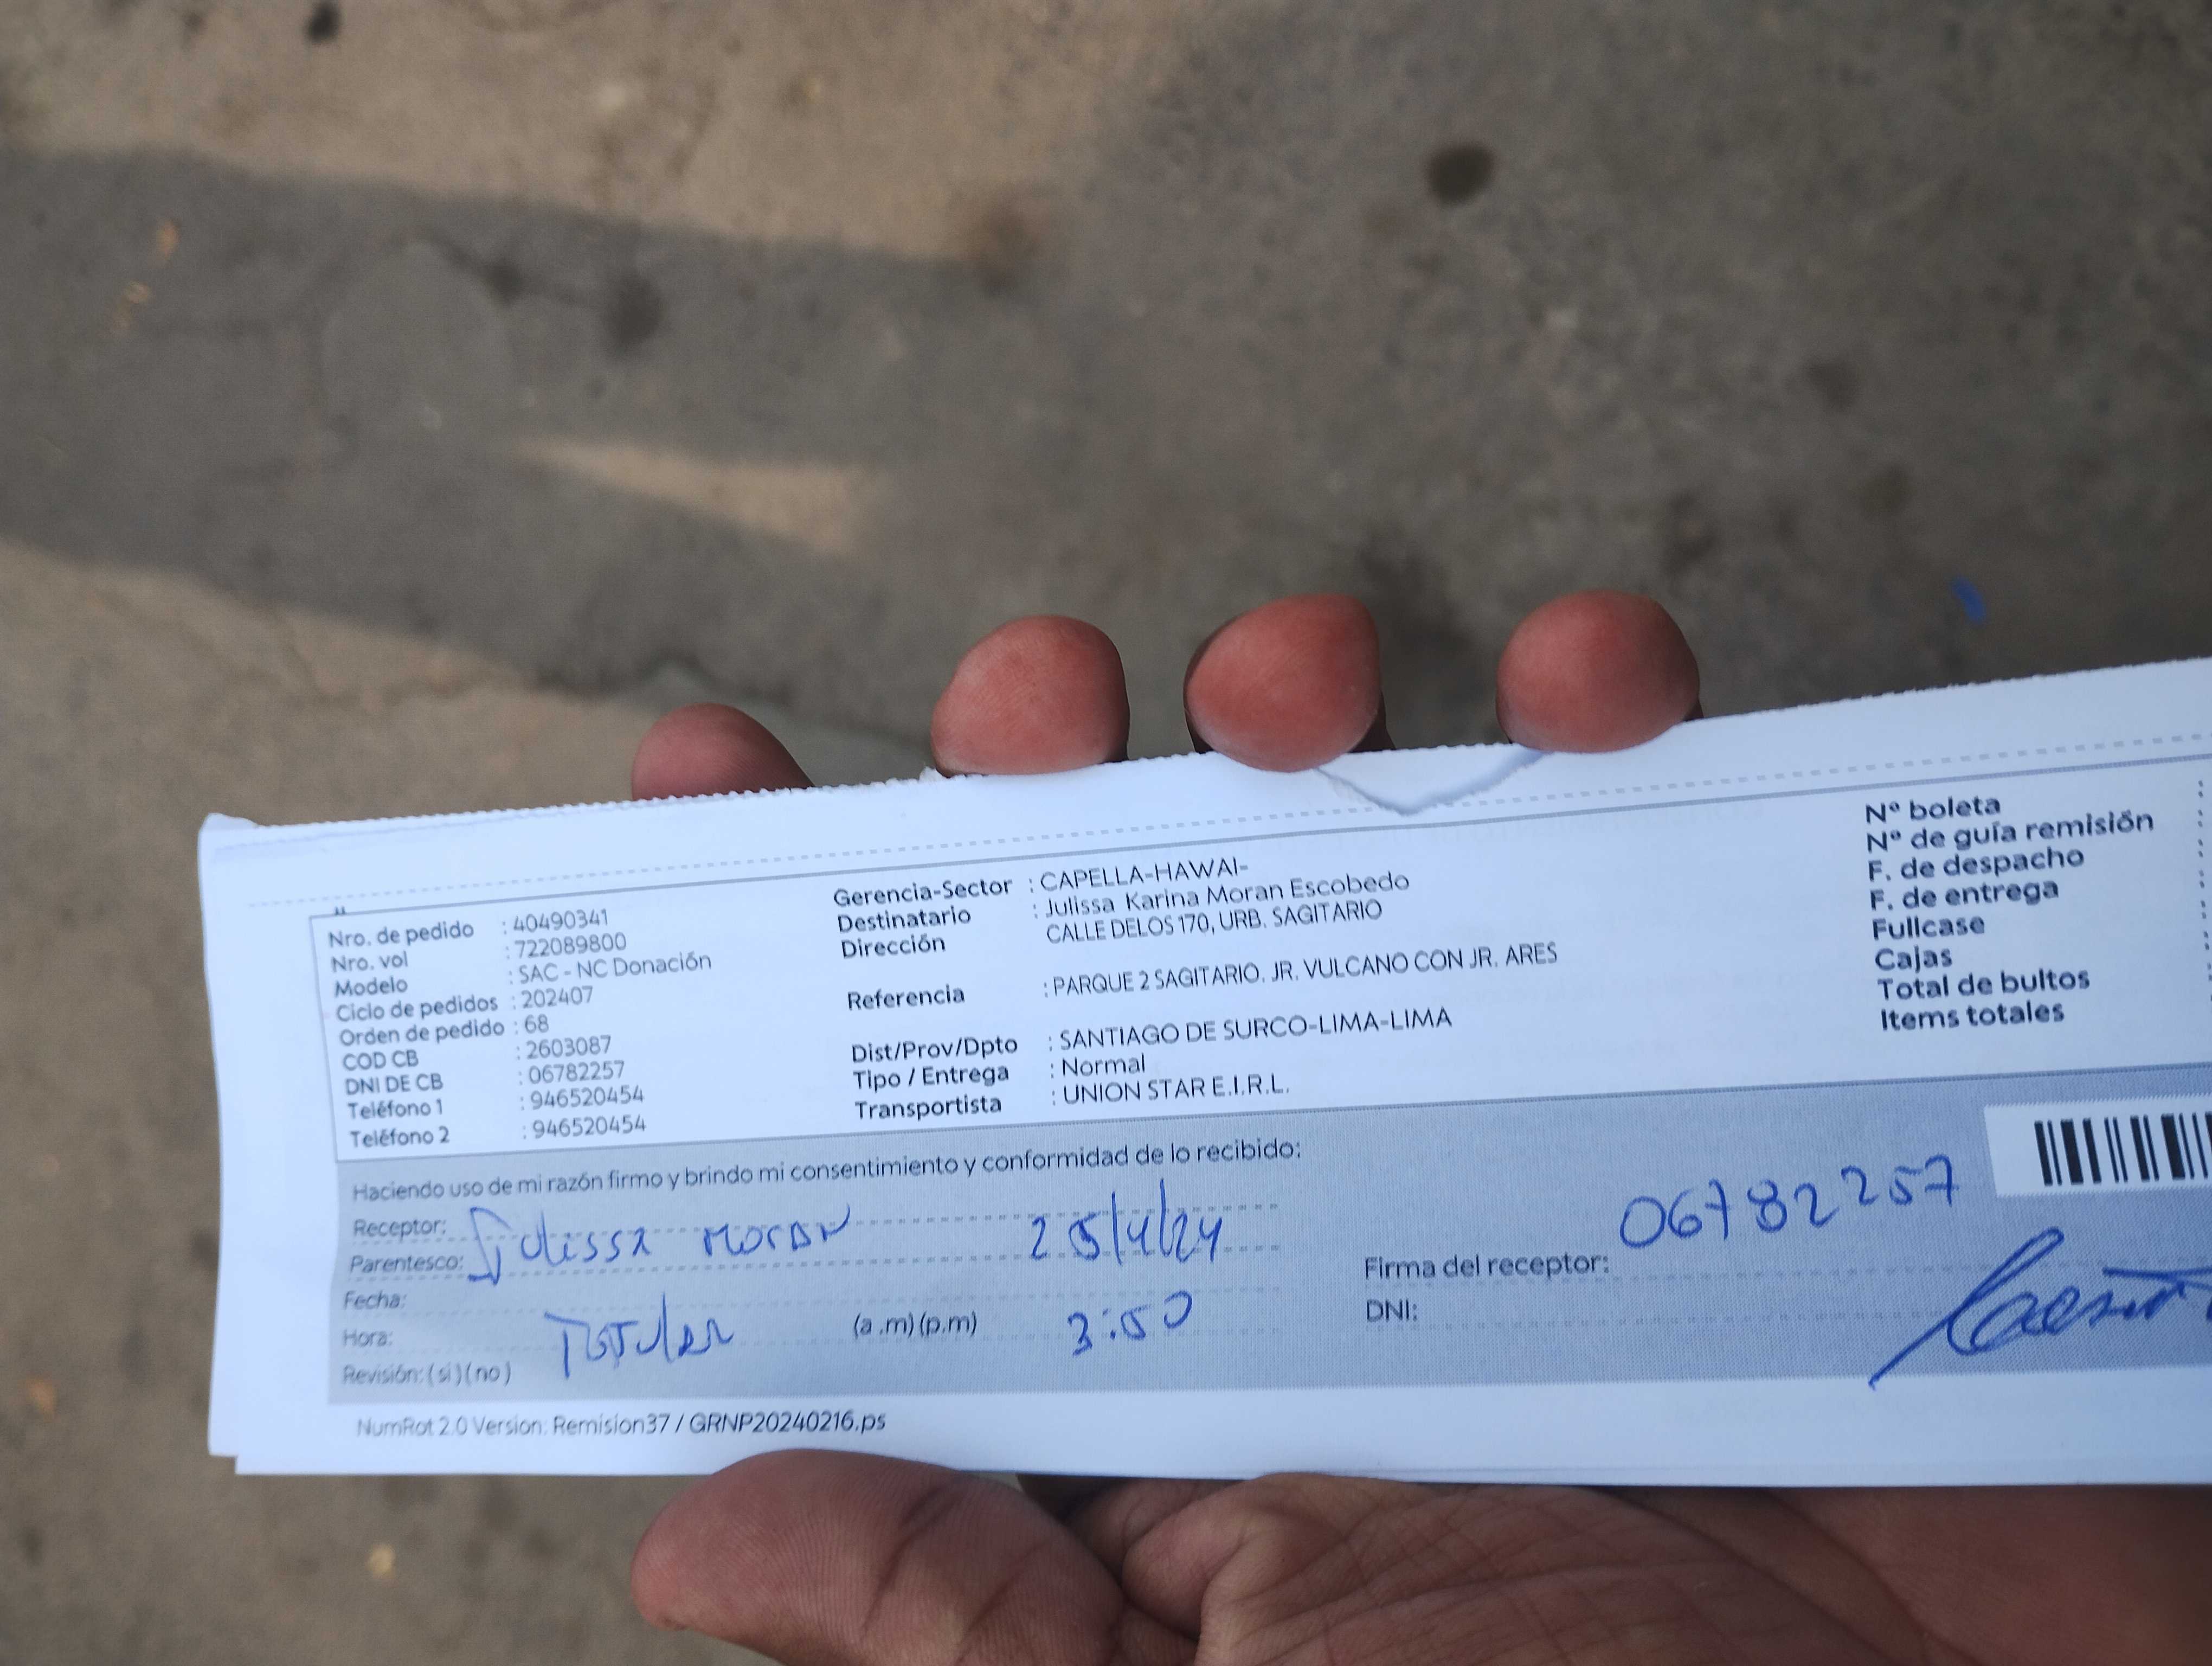 Nro. de pedido : 40490341
Nro. vol : 722089800
Modelo : SAC - NC Donación
Ciclo de pedidos : 202407
Orden de pedido : 68
COD CB : 2603087
DNI DE CB : 06782257
Teléfono 1 : 946520454
Teléfono 2 : 946520454
Gerencia-Sector : CAPELLA-HAWAI-
Destinatario : Julissa Karina Moran Escobedo
Dirección CALLE DELOS 170, URB. SAGITARIO
Referencia : PARQUE 2 SAGITARIO. JR. VULCANO CON JR. ARES
Dist/Prov/Dpto : SANTIAGO DE SURCO-LIMA-LIMA
Tipo / Entrega : Normal
Transportista : UNION STAR E.I.R.L.
Nº boleta :
Nº de guía remisión :
F. de despacho :
F. de entrega :
Fullcase :
Cajas :
Total de bultos :
Items totales :
Haciendo uso de mi razón firmo y brindo mi consentimiento y conformidad de lo recibido:
Receptor: Julissa Moran 25/4/24
Parentesco:
Fecha:
Hora: Titular (a.m)(p.m) 3:50
Revisión: (si)(no)
06782257
Firma del receptor:
DNI:
NumRot 2.0 Version: Remision37 / GRNP20240216.ps